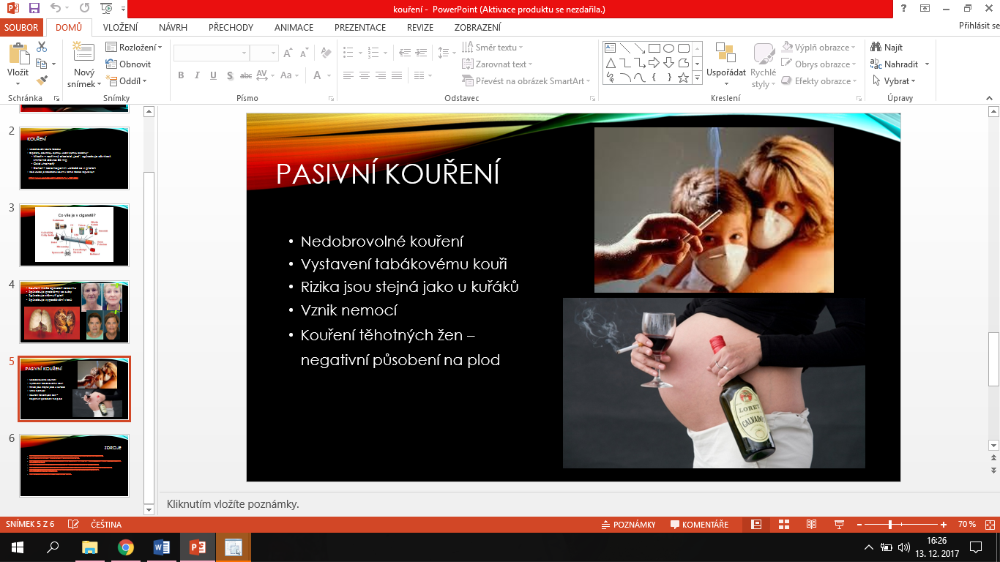 kouření - PowerPoint (Aktivace produktu se nezdařila.)
SOUBOR DOMŮ VLOŽENÍ NÁVRH PŘECHODY ANIMACE PREZENTACE REVIZE ZOBRAZENÍ Přihlásit se
Vložit
Schránka
Nový
snímek
Rozložení
Obnovit
Oddíl
Snímky
B I U S abc AV Aa A
Písmo
Směr textu
Zarovnat text
Převést na obrázek SmartArt
Odstavec
Uspořádat
Rychlé
styly
Výplň obrazce
Obrys obrazce
Efekty obrazce
Kreslení
Najít
Nahradit
Vybrat
Úpravy
2
KOUŘENÍ
3
Co vše je v cigaretě?
4
5
PASIVNÍ KOUŘENÍ
6
ZDROJE
PASIVNÍ KOUŘENÍ
• Nedobrovolné kouření
• Vystavení tabákovému kouři
• Rizika jsou stejná jako u kuřáků
• Vznik nemocí
• Kouření těhotných žen –
negativní působení na plod
LORET
CALVADOS
Kliknutím vložíte poznámky.
SNÍMEK 5 Z 6 ČEŠTINA POZNÁMKY KOMENTÁŘE 70 %
16:26
13. 12. 2017